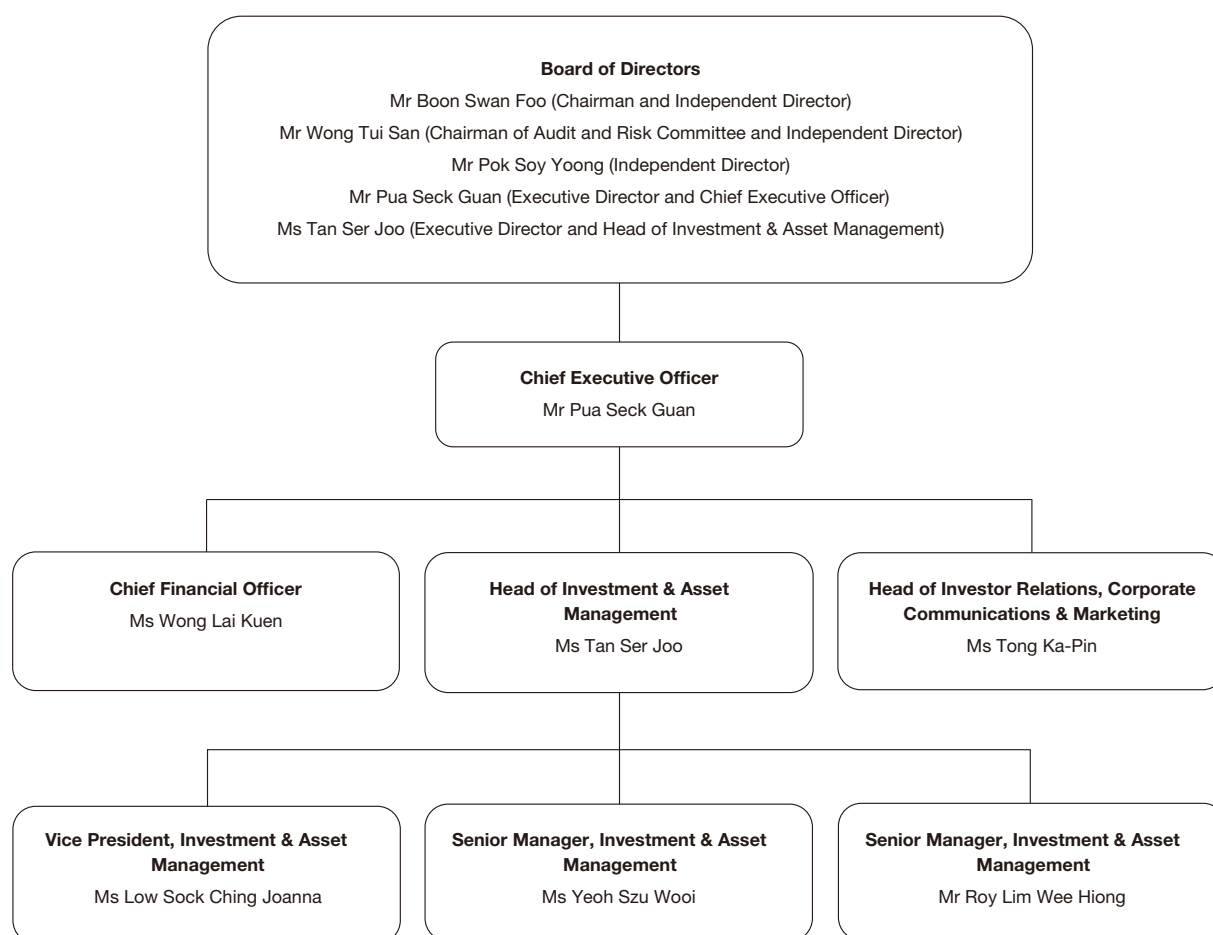 Board of Directors
Mr Boon Swan Foo (Chairman and Independent Director)
Mr Wong Tui San (Chairman of Audit and Risk Committee and Independent Director)
Mr Pok Soy Yoong (Independent Director)
Mr Pua Seck Guan (Executive Director and Chief Executive Officer)
Ms Tan Ser Joo (Executive Director and Head of Investment & Asset Management)
Chief Executive Officer
Mr Pua Seck Guan
Chief Financial Officer
Ms Wong Lai Kuen
Head of Investment & Asset
Management
Ms Tan Ser Joo
Head of Investor Relations, Corporate
Communications & Marketing
Ms Tong Ka-Pin
Vice President, Investment & Asset
Management
Ms Low Sock Ching Joanna
Senior Manager, Investment & Asset
Management
Ms Yeoh Szu Wooi
Senior Manager, Investment & Asset
Management
Mr Roy Lim Wee Hiong